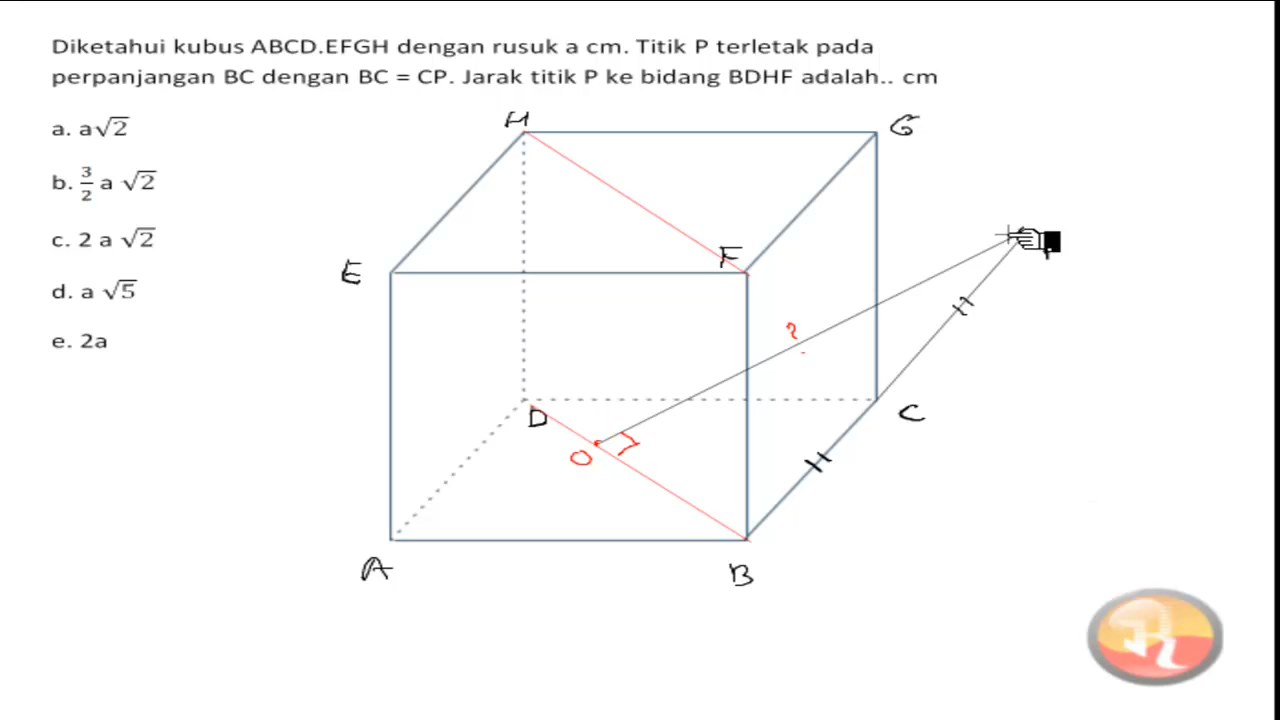 Diketahui kubus ABCD.EFGH dengan rusuk a cm. Titik P terletak pada
perpanjangan BC dengan BC = CP. Jarak titik P ke bidang BDHF adalah.. cm
a. a√2
b. 3/2 a √2
c. 2 a √2
d. a √5
e. 2a
H
G
E
F
?
D
C
O
A
B